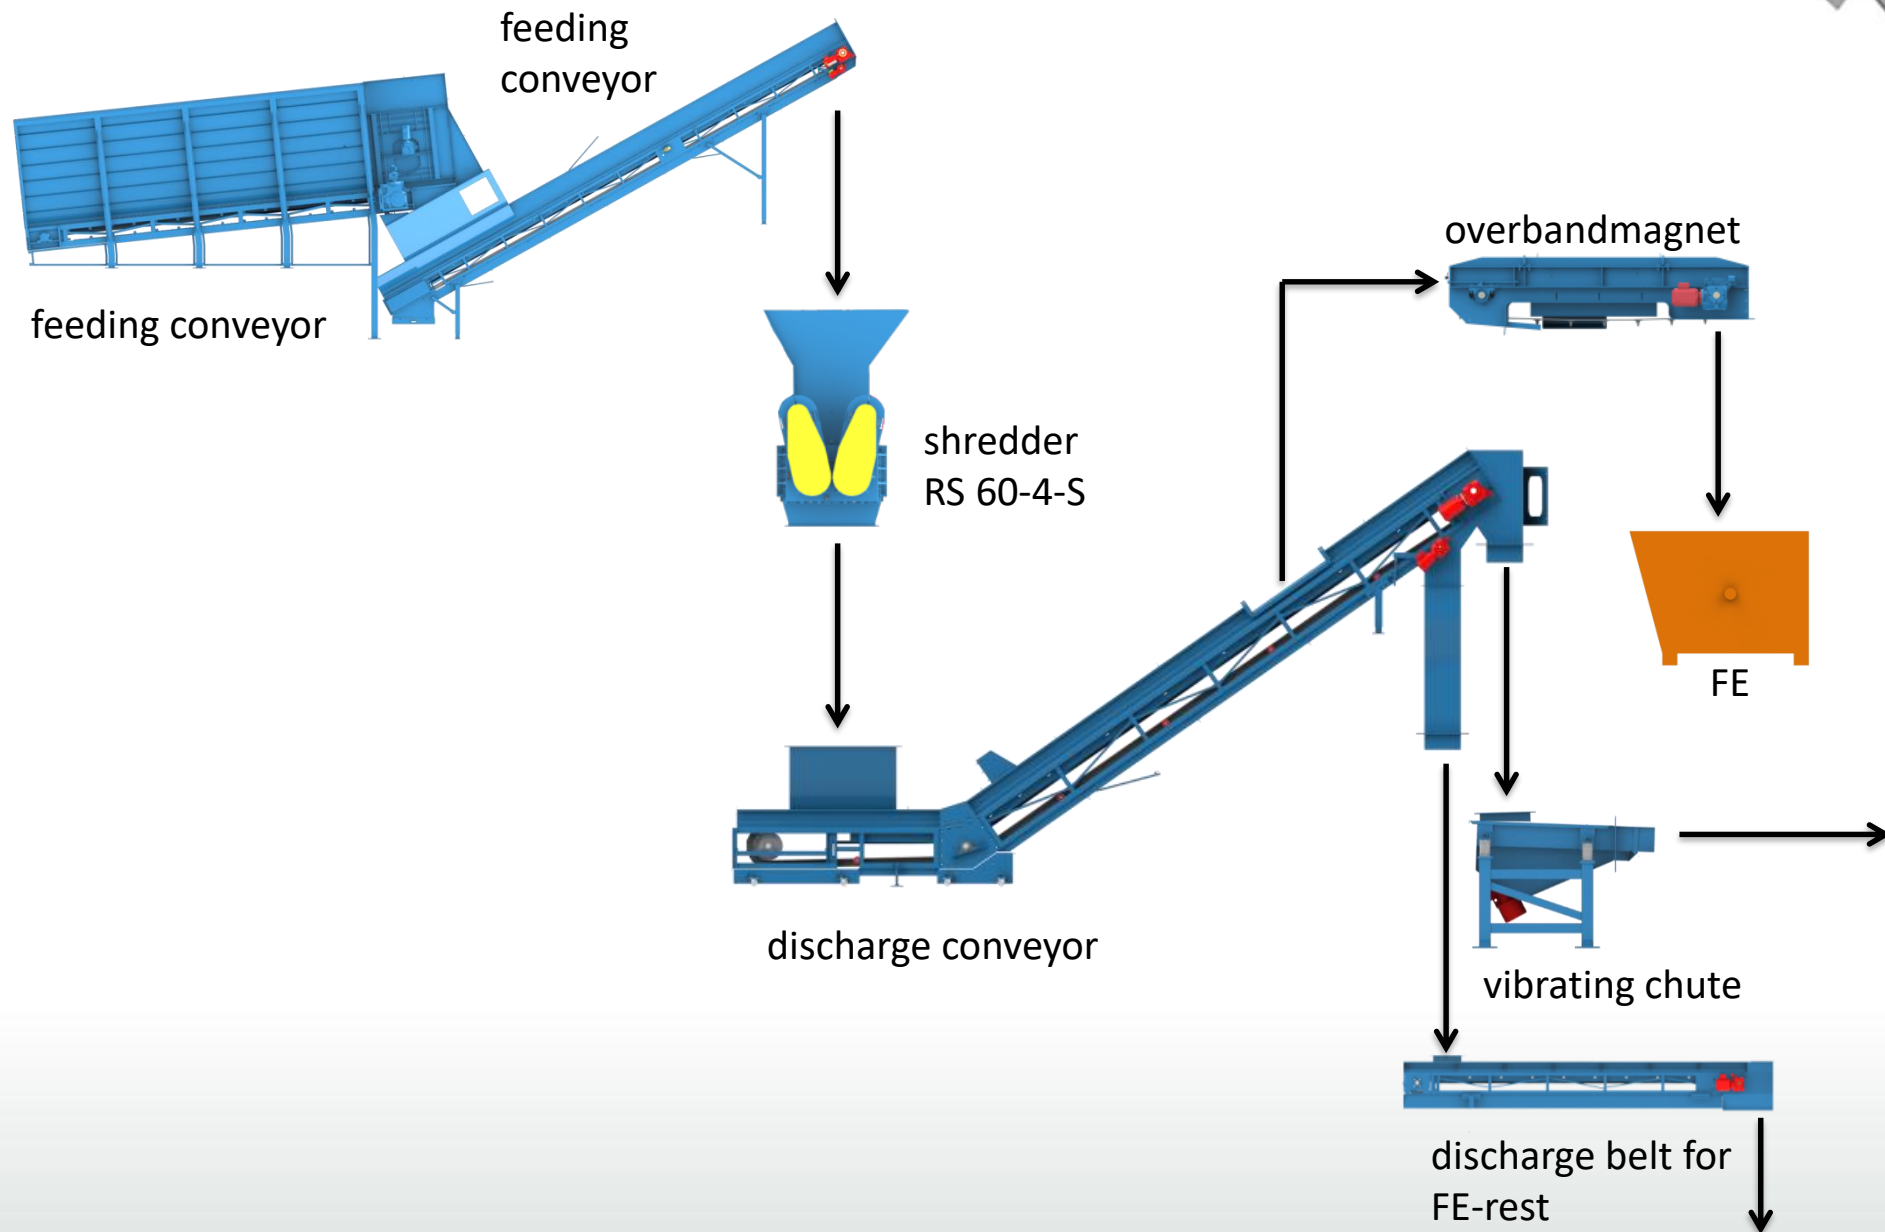 feeding
conveyor
feeding conveyor
overbandmagnet
shredder
RS 60-4-S
FE
discharge conveyor
vibrating chute
discharge belt for
FE-rest